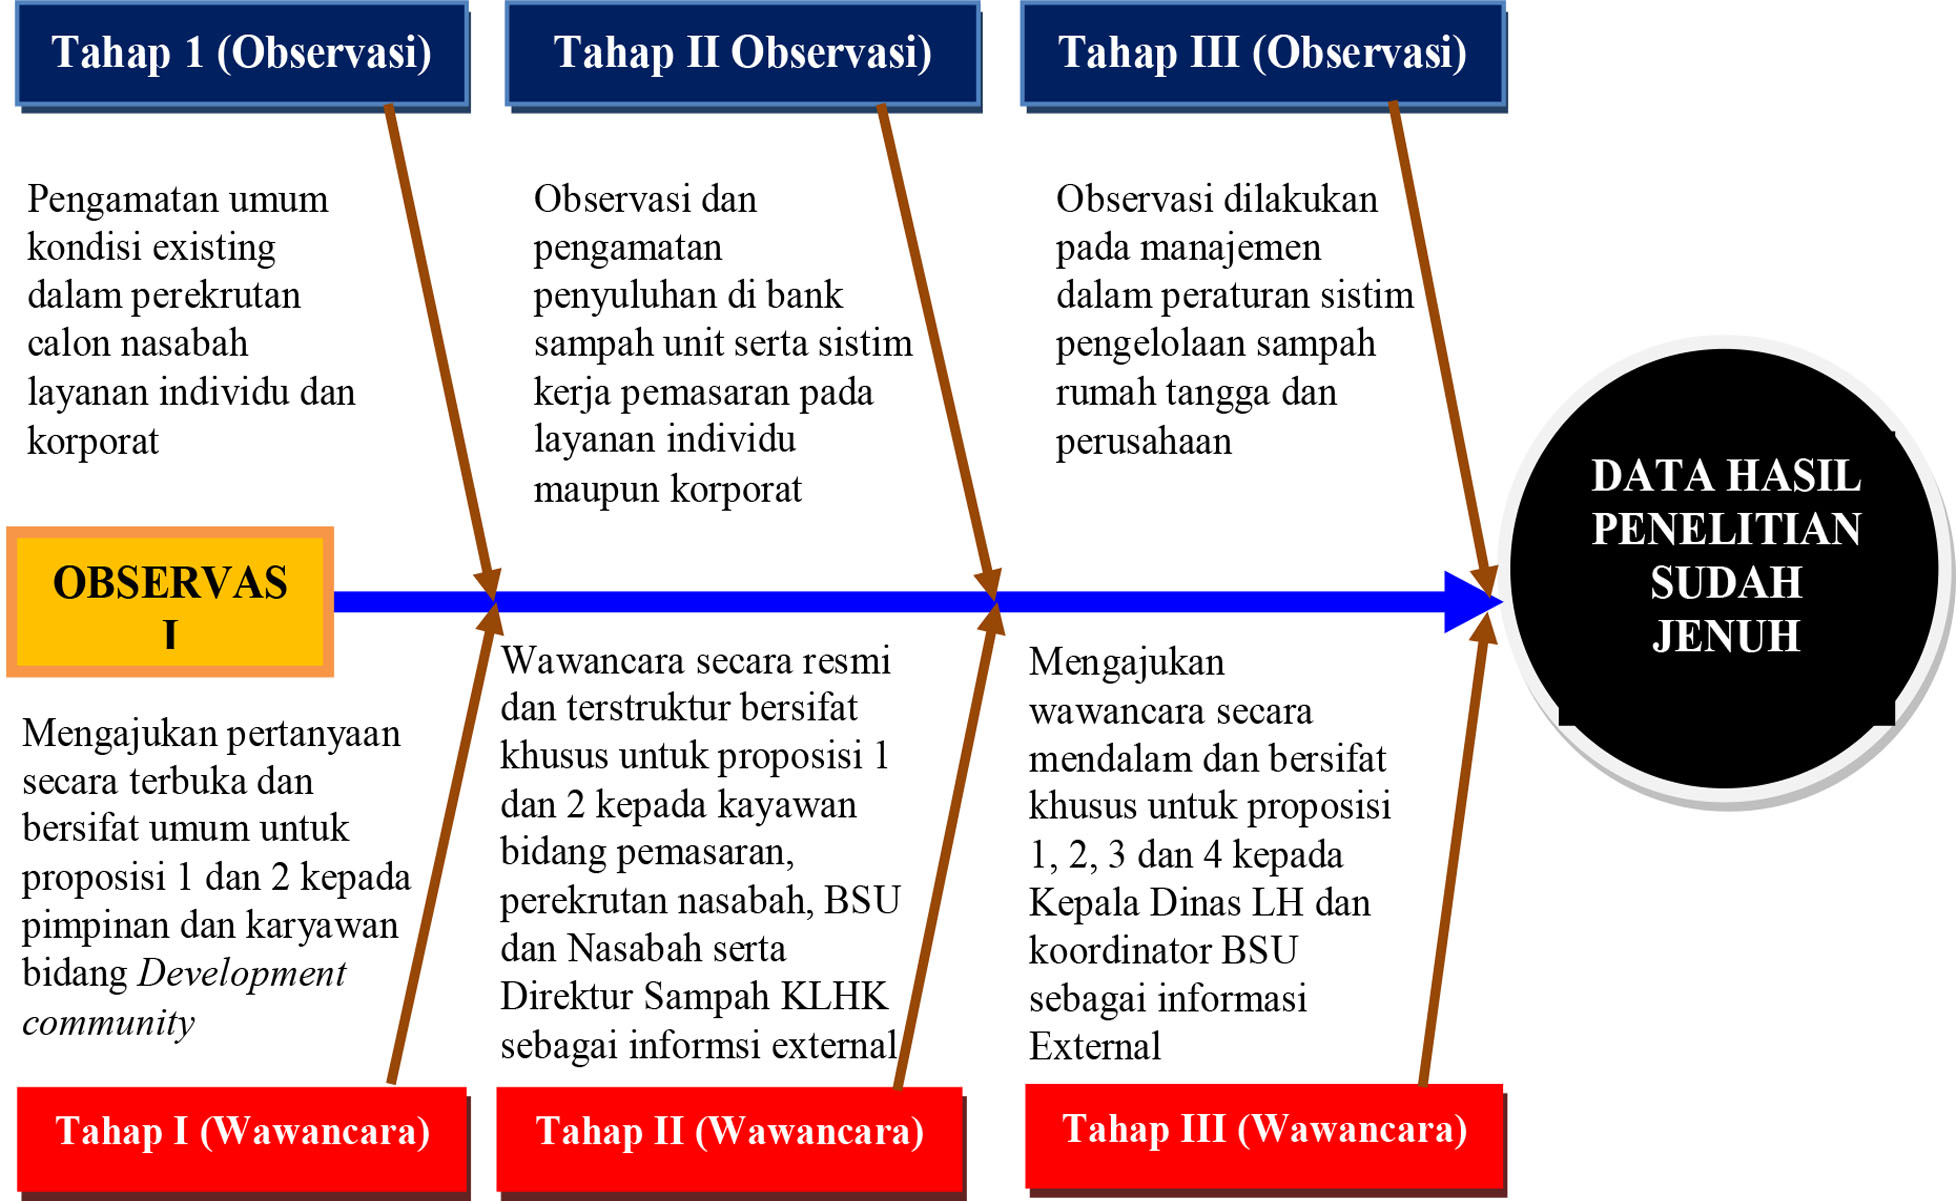 Tahap 1 (Observasi)
Tahap II Observasi)
Tahap III (Observasi)
Pengamatan umum
kondisi existing
dalam perekrutan
calon nasabah
layanan individu dan
korporat
Observasi dan
pengamatan
penyuluhan di bank
sampah unit serta sistim
kerja pemasaran pada
layanan individu
maupun korporat
Observasi dilakukan
pada manajemen
dalam peraturan sistim
pengelolaan sampah
rumah tangga dan
perusahaan
OBSERVAS
I
DATA HASIL
PENELITIAN
SUDAH
JENUH
Mengajukan pertanyaan
secara terbuka dan
bersifat umum untuk
proposisi 1 dan 2 kepada
pimpinan dan karyawan
bidang Development
community
Wawancara secara resmi
dan terstruktur bersifat
khusus untuk proposisi 1
dan 2 kepada kayawan
bidang pemasaran,
perekrutan nasabah, BSU
dan Nasabah serta
Direktur Sampah KLHK
sebagai informsi external
Mengajukan
wawancara secara
mendalam dan bersifat
khusus untuk proposisi
1, 2, 3 dan 4 kepada
Kepala Dinas LH dan
koordinator BSU
sebagai informasi
External
Tahap I (Wawancara)
Tahap II (Wawancara)
Tahap III (Wawancara)